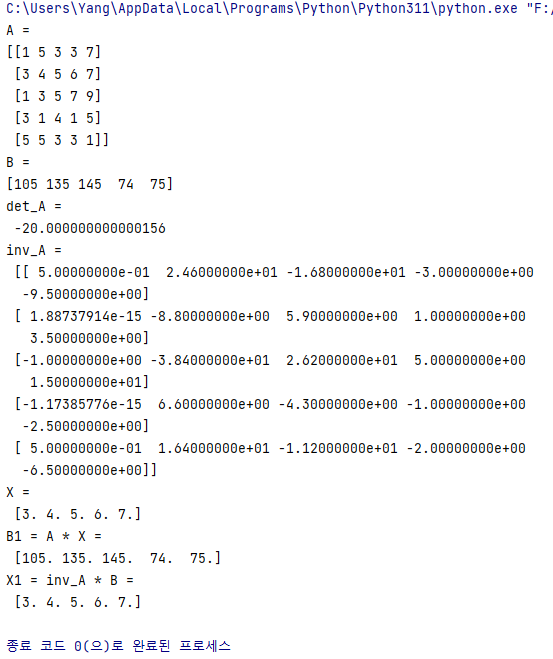 C:\Users\Yang\AppData\Local\Programs\Python\Python311\python.exe "F:/
A =
[[1 5 3 3 7]
 [3 4 5 6 7]
 [1 3 5 7 9]
 [3 1 4 1 5]
 [5 5 3 3 1]]
B =
[105 135 145  74  75]
det_A =
 -20.000000000000156
inv_A =
 [[ 5.00000000e-01  2.46000000e+01 -1.68000000e+01 -3.00000000e+00
  -9.50000000e+00]
 [ 1.88737914e-15 -8.80000000e+00  5.90000000e+00  1.00000000e+00
   3.50000000e+00]
 [-1.00000000e+00 -3.84000000e+01  2.62000000e+01  5.00000000e+00
   1.50000000e+01]
 [-1.17385776e-15  6.60000000e+00 -4.30000000e+00 -1.00000000e+00
  -2.50000000e+00]
 [ 5.00000000e-01  1.64000000e+01 -1.12000000e+01 -2.00000000e+00
  -6.50000000e+00]]
X =
 [3. 4. 5. 6. 7.]
B1 = A * X =
 [105. 135. 145.  74.  75.]
X1 = inv_A * B =
 [3. 4. 5. 6. 7.]
종료 코드 0(으)로 완료된 프로세스